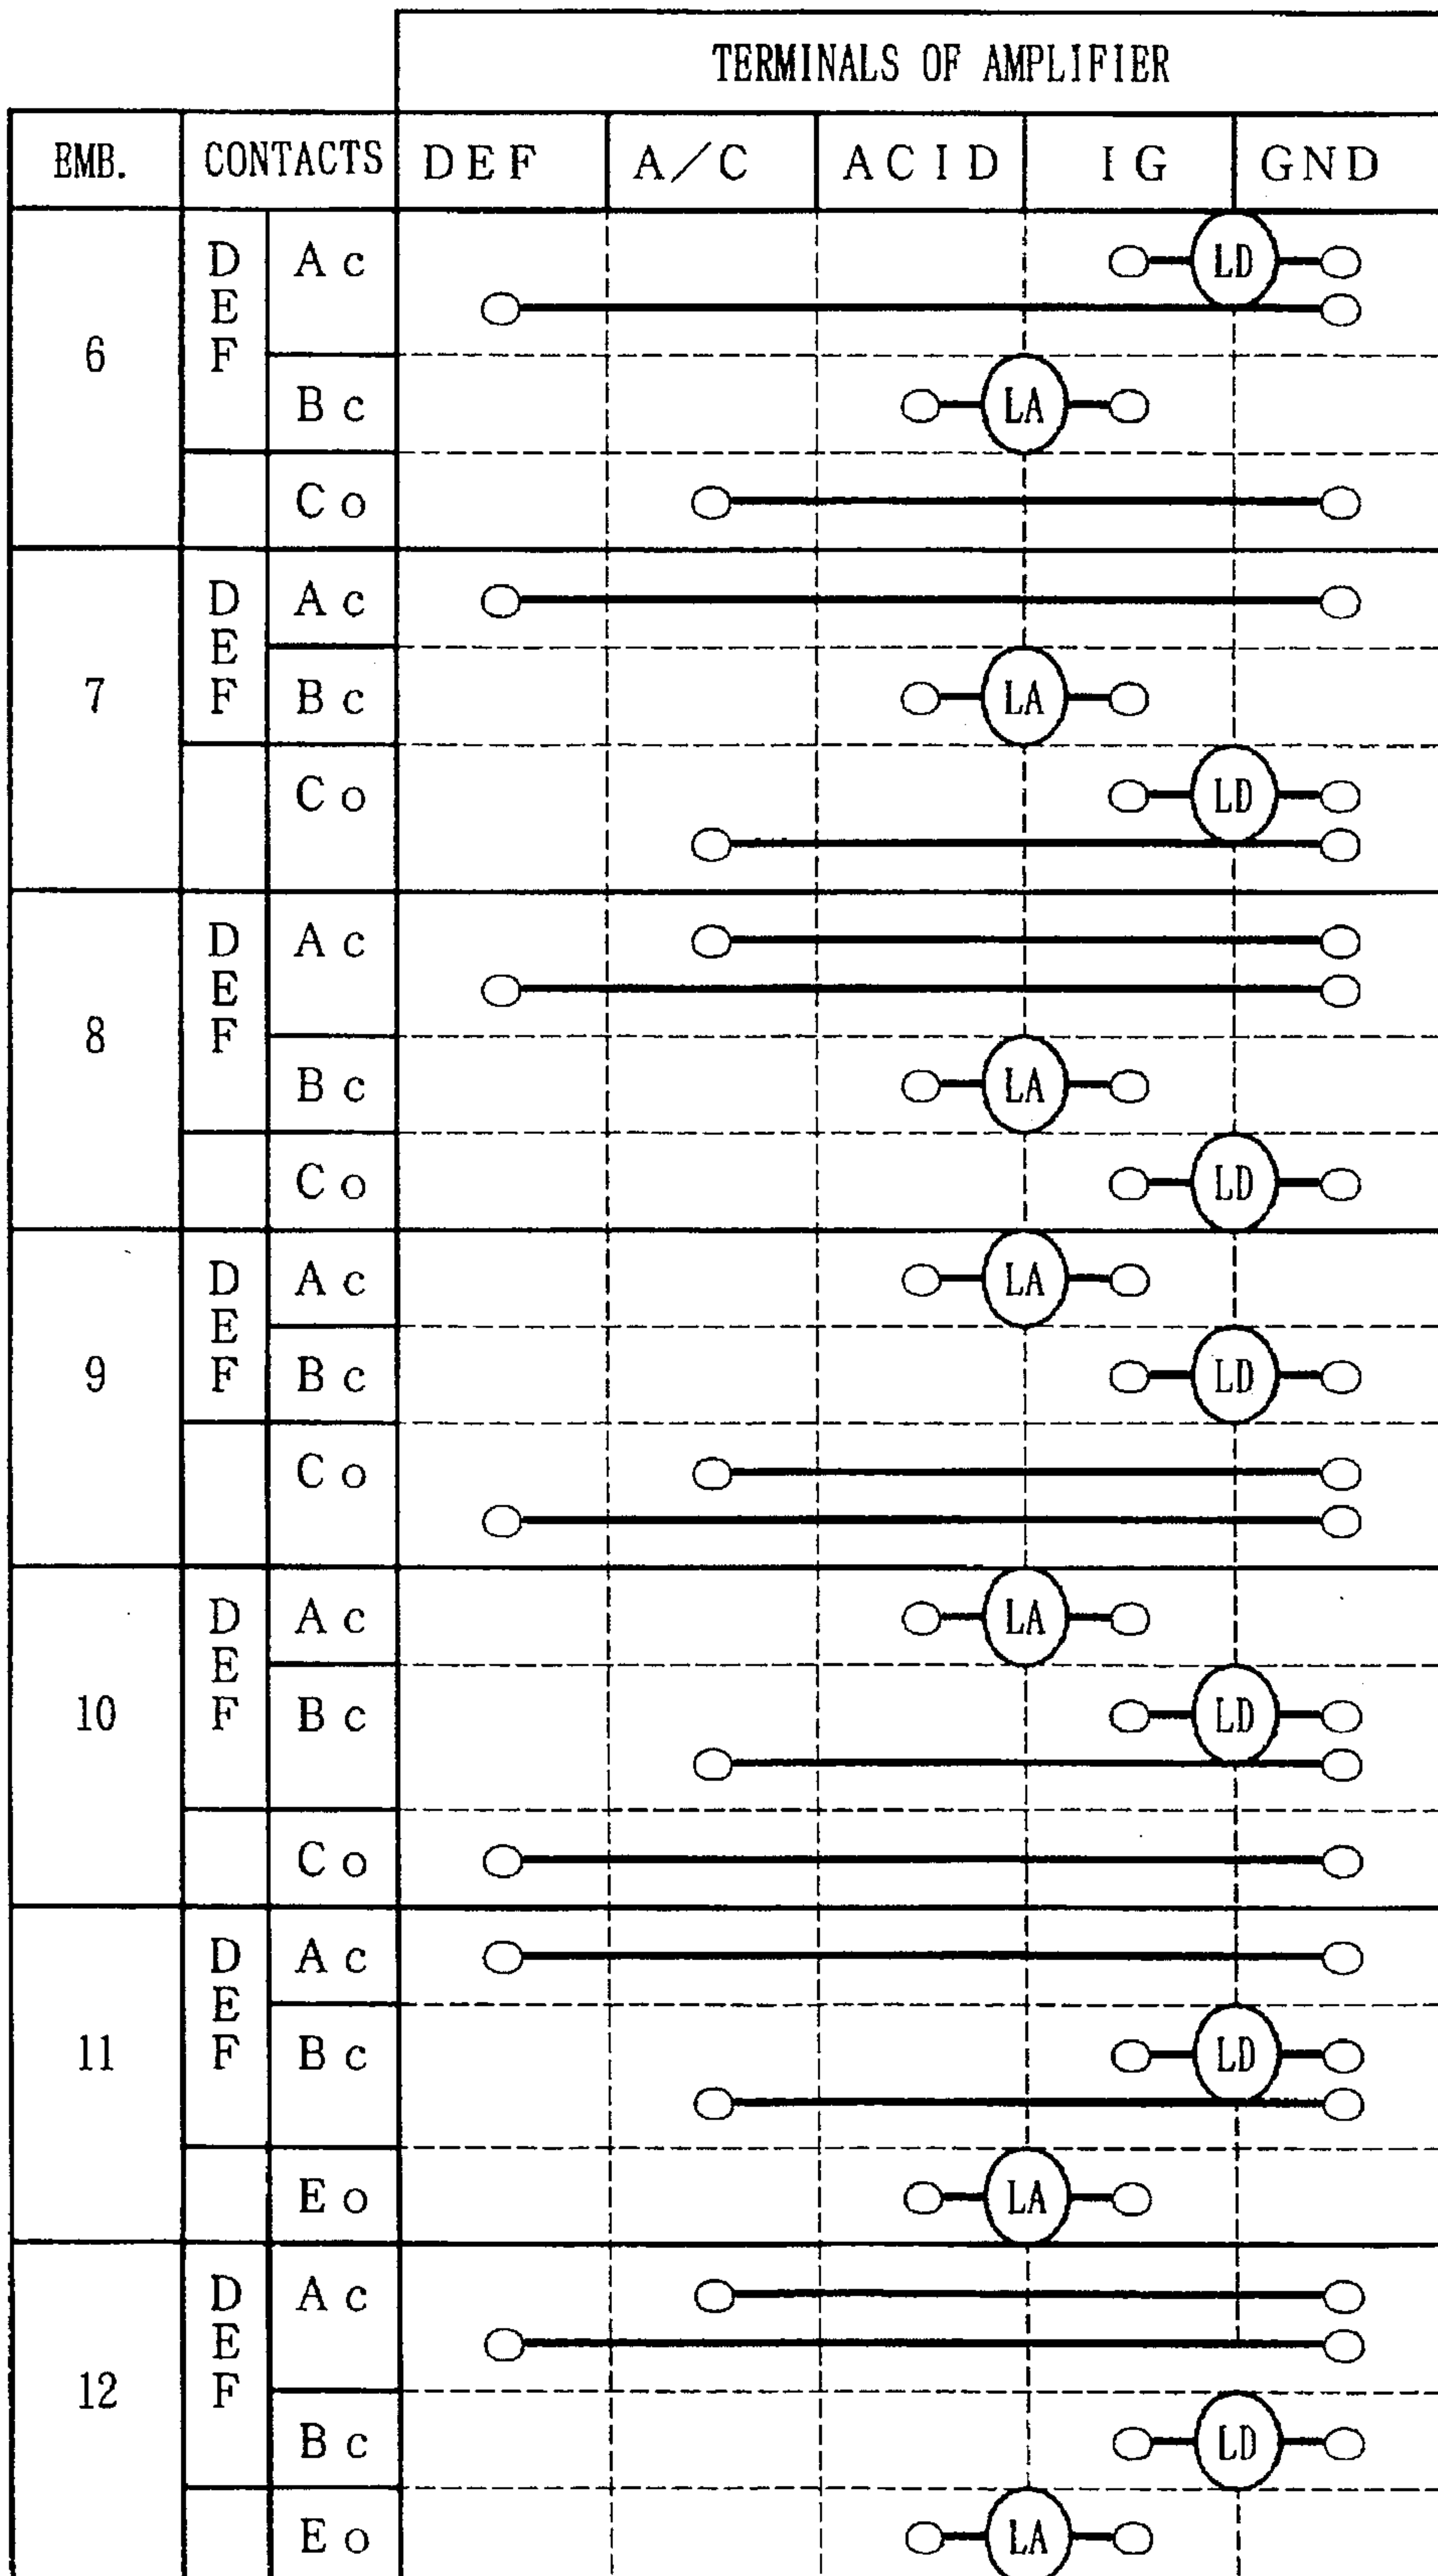 TERMINALS OF AMPLIFIER
EMB. CONTACTS DEF A/C ACID IG GND
6 DEF Ac LD
Bc LA
Co
7 DEF Ac
Bc LA
Co LD
8 DEF Ac
Bc LA
Co LD
9 DEF Ac LA
Bc LD
Co
10 DEF Ac LA
Bc LD
Co
11 DEF Ac
Bc LD
Eo LA
12 DEF Ac
Bc LD
Eo LA